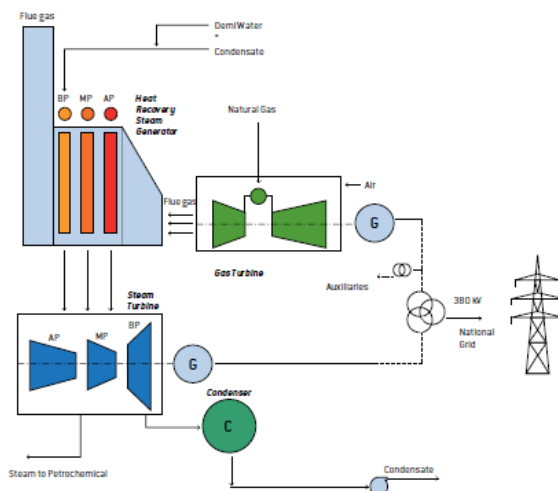 Flue gas
DemiWater
+
Condensate
BP MP AP
Heat
Recovery
Steam
Generator
Natural Gas
Air
Flue gas
G
Gas Turbine
Auxiliaries
380 kV
National
Grid
Steam
Turbine
AP MP BP
G
Condenser
C
Steam to Petrochemical
Condensate